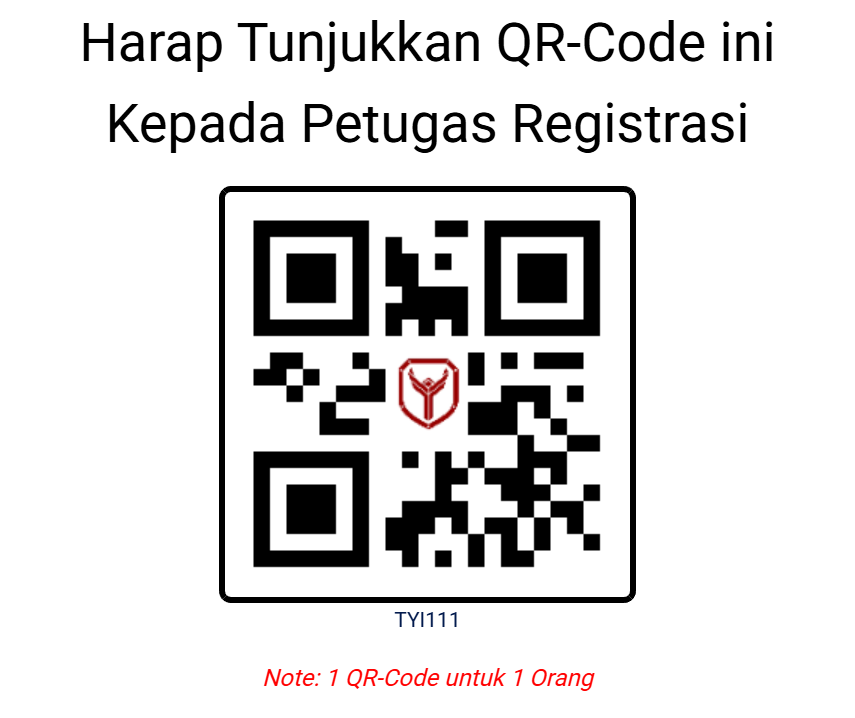 Harap Tunjukkan QR-Code ini
Kepada Petugas Registrasi
TYI111
Note: 1 QR-Code untuk 1 Orang